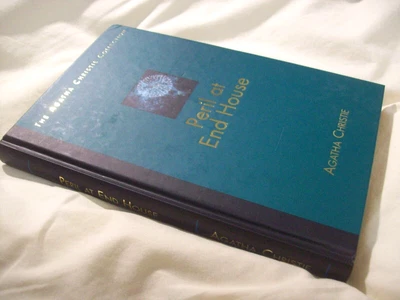 THE AGATHA CHRISTIE COLLECTION
Peril at
End House
AGATHA CHRISTIE
PERIL AT END HOUSE
AGATHA CHRISTIE